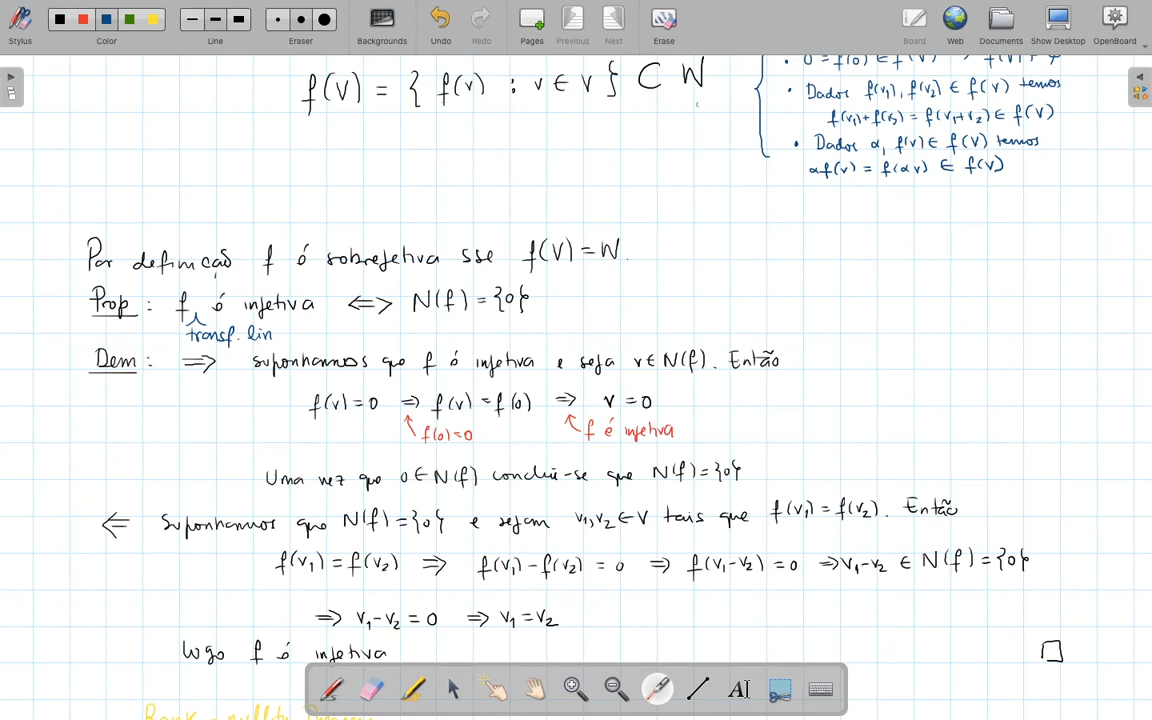 Stylus
Color
Line
Eraser
Backgrounds
Undo
Redo
Pages
Previous
Next
Erase
Board
Web
Documents
Show Desktop
OpenBoard
f(V) = { f(v) : v ∈ V } ⊂ W
• 0 = f(0) ∈ f(V)
• Dados f(v₁), f(v₂) ∈ f(V) temos
f(v₁)+f(v₂) = f(v₁+v₂) ∈ f(V)
• Dados α, f(v) ∈ f(V) temos
αf(v) = f(αv) ∈ f(V)
Por definição f é sobrejetiva sse f(V) = W.
Prop: f é injetiva ⟺ N(f) = {0}
transf. lin
Dem: ⟹ suponhamos que f é injetiva e seja v ∈ N(f). Então
f(v) = 0 ⟹ f(v) = f(0) ⟹ v = 0
f(0)=0 f é injetiva
Uma vez que 0 ∈ N(f) conclui-se que N(f) = {0}
⟸ Suponhamos que N(f) = {0} e sejam v₁,v₂ ∈ V tais que f(v₁) = f(v₂). Então
f(v₁) = f(v₂) ⟹ f(v₁) - f(v₂) = 0 ⟹ f(v₁-v₂) = 0 ⟹ v₁-v₂ ∈ N(f) = {0}
⟹ v₁-v₂ = 0 ⟹ v₁ = v₂
Logo f é injetiva □